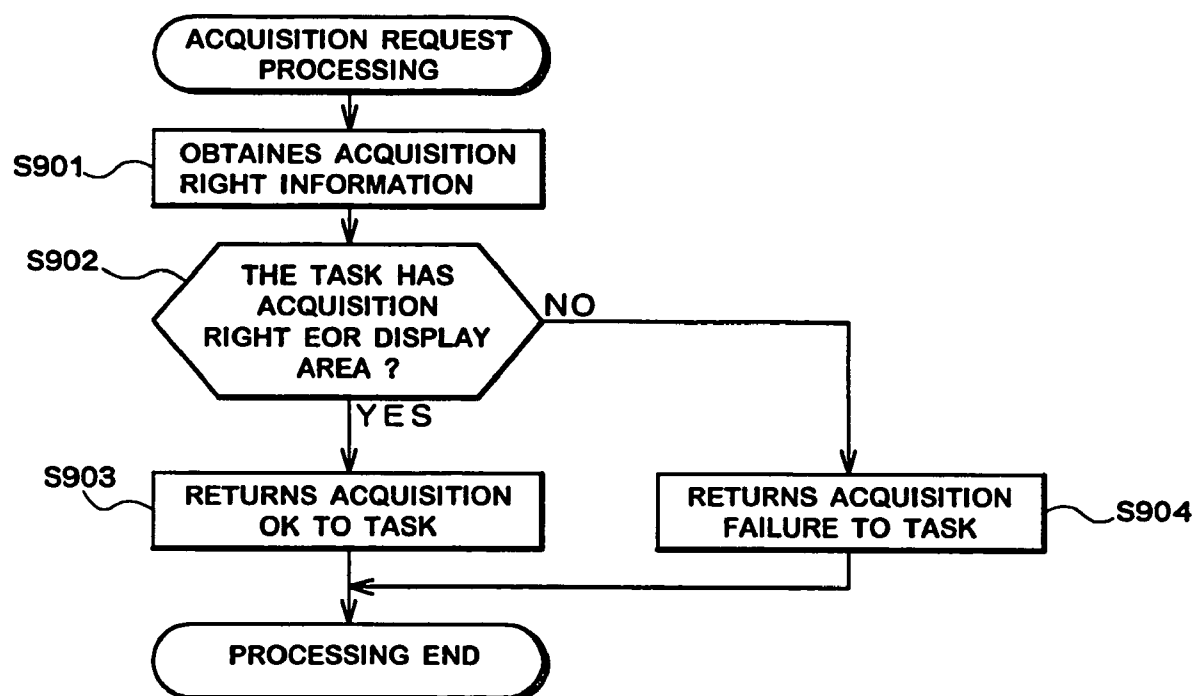 ACQUISITION REQUEST
PROCESSING
S901
OBTAINES ACQUISITION
RIGHT INFORMATION
S902
THE TASK HAS
ACQUISITION
RIGHT EOR DISPLAY
AREA ?
NO
YES
S903
RETURNS ACQUISITION
OK TO TASK
RETURNS ACQUISITION
FAILURE TO TASK
S904
PROCESSING END